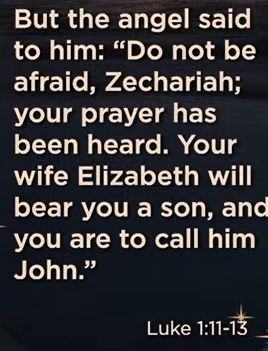 But the angel said
to him: “Do not be
afraid, Zechariah;
your prayer has
been heard. Your
wife Elizabeth will
bear you a son, and
you are to call him
John.”
Luke 1:11-13